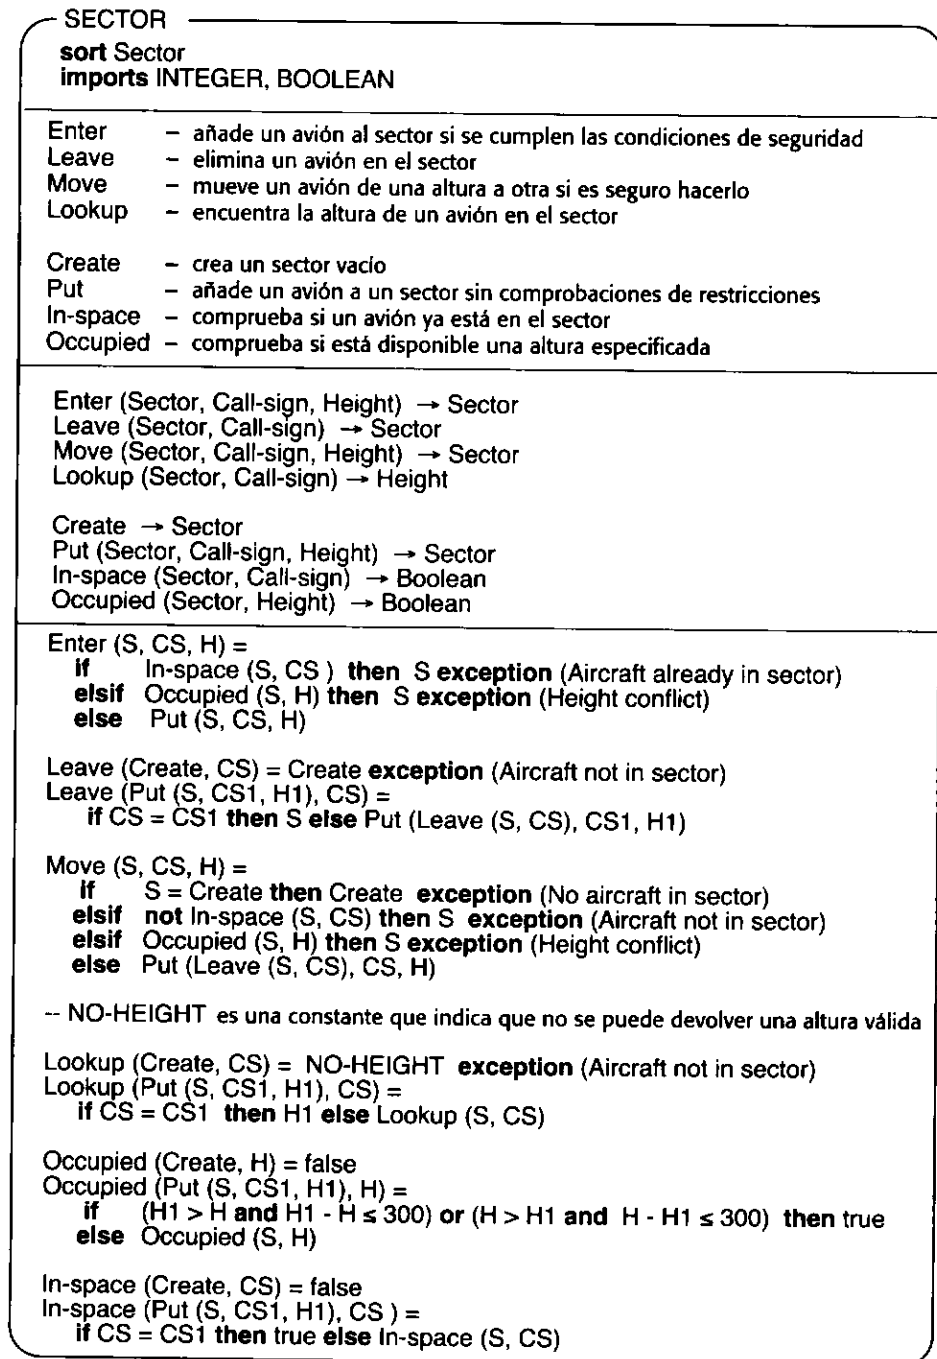 SECTOR
sort Sector
imports INTEGER, BOOLEAN
Enter – añade un avión al sector si se cumplen las condiciones de seguridad
Leave – elimina un avión en el sector
Move – mueve un avión de una altura a otra si es seguro hacerlo
Lookup – encuentra la altura de un avión en el sector
Create – crea un sector vacío
Put – añade un avión a un sector sin comprobaciones de restricciones
In-space – comprueba si un avión ya está en el sector
Occupied – comprueba si está disponible una altura especificada
Enter (Sector, Call-sign, Height) → Sector
Leave (Sector, Call-sign) → Sector
Move (Sector, Call-sign, Height) → Sector
Lookup (Sector, Call-sign) → Height
Create → Sector
Put (Sector, Call-sign, Height) → Sector
In-space (Sector, Call-sign) → Boolean
Occupied (Sector, Height) → Boolean
Enter (S, CS, H) =
if In-space (S, CS ) then S exception (Aircraft already in sector)
elsif Occupied (S, H) then S exception (Height conflict)
else Put (S, CS, H)
Leave (Create, CS) = Create exception (Aircraft not in sector)
Leave (Put (S, CS1, H1), CS) =
if CS = CS1 then S else Put (Leave (S, CS), CS1, H1)
Move (S, CS, H) =
if S = Create then Create exception (No aircraft in sector)
elsif not In-space (S, CS) then S exception (Aircraft not in sector)
elsif Occupied (S, H) then S exception (Height conflict)
else Put (Leave (S, CS), CS, H)
-- NO-HEIGHT es una constante que indica que no se puede devolver una altura válida
Lookup (Create, CS) = NO-HEIGHT exception (Aircraft not in sector)
Lookup (Put (S, CS1, H1), CS) =
if CS = CS1 then H1 else Lookup (S, CS)
Occupied (Create, H) = false
Occupied (Put (S, CS1, H1), H) =
if (H1 > H and H1 - H ≤ 300) or (H > H1 and H - H1 ≤ 300) then true
else Occupied (S, H)
In-space (Create, CS) = false
In-space (Put (S, CS1, H1), CS ) =
if CS = CS1 then true else In-space (S, CS)